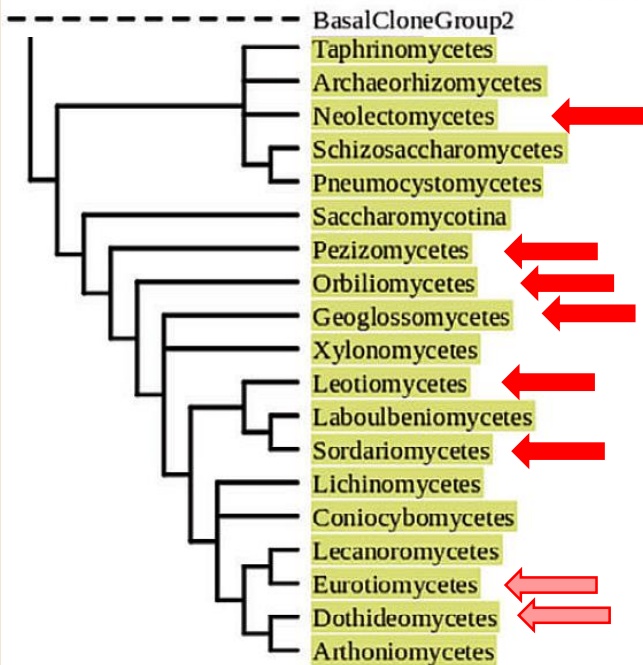 BasalCloneGroup2
Taphrinomycetes
Archaeorhizomycetes
Neolectomycetes
Schizosaccharomycetes
Pneumocystomycetes
Saccharomycotina
Pezizomycetes
Orbiliomycetes
Geoglossomycetes
Xylonomycetes
Leotiomycetes
Laboulbeniomycetes
Sordariomycetes
Lichinomycetes
Coniocybomycetes
Lecanoromycetes
Eurotiomycetes
Dothideomycetes
Arthoniomycetes